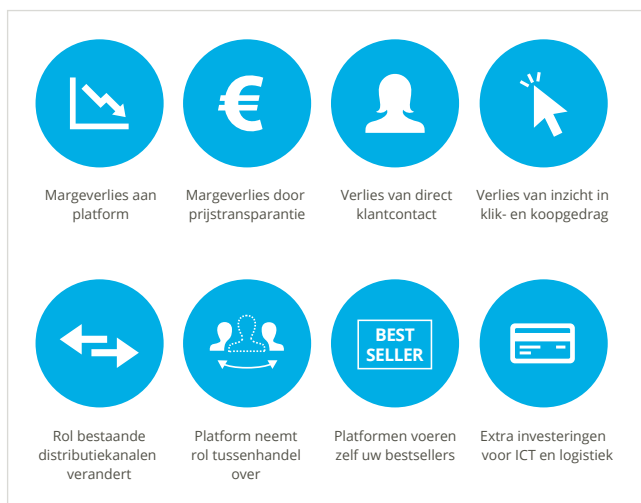 Margeverlies aan
platform
Margeverlies door
prijstransparantie
Verlies van direct
klantcontact
Verlies van inzicht in
klik- en koopgedrag
BEST
SELLER
Rol bestaande
distributiekanalen
verandert
Platform neemt
rol tussenhandel
over
Platformen voeren
zelf uw bestsellers
Extra investeringen
voor ICT en logistiek